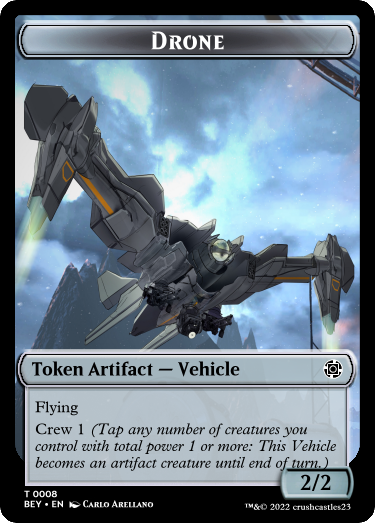 DRONE
Token Artifact — Vehicle
Flying
Crew 1 (Tap any number of creatures you
control with total power 1 or more: This Vehicle
becomes an artifact creature until end of turn.)
2/2
T 0008
BEY • EN Carlo Arellano
™&© 2022 crushcastles23